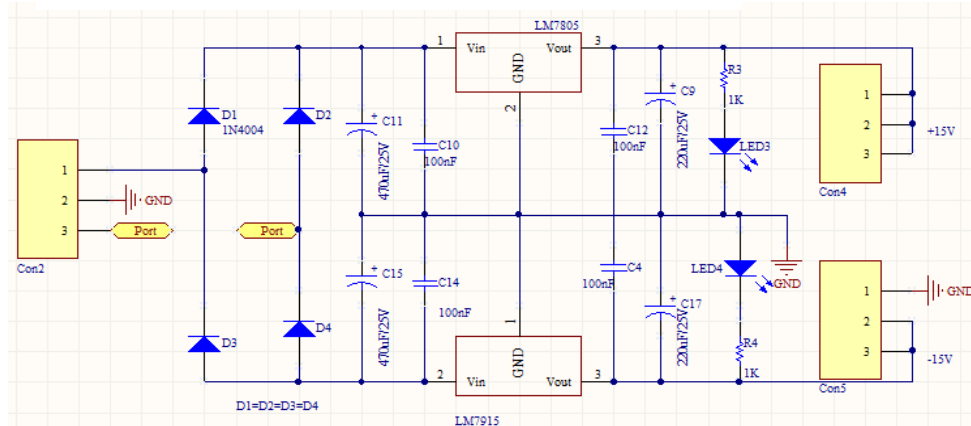 LM7805
1
Vin
Vout
3
GND
2
D1
1N4004
D2
C11
470uF/25V
C10
100nF
C12
100nF
C9
220uF/25V
R3
1K
LED3
1
2
3
+15V
Con4
1
2
3
GND
Port
Port
Con2
C15
470uF/25V
C14
100nF
C4
100nF
C17
220uF/25V
LED4
GND
R4
1K
1
2
3
GND
-15V
Con5
D3
D4
1
GND
2
Vin
Vout
3
LM7915
D1=D2=D3=D4